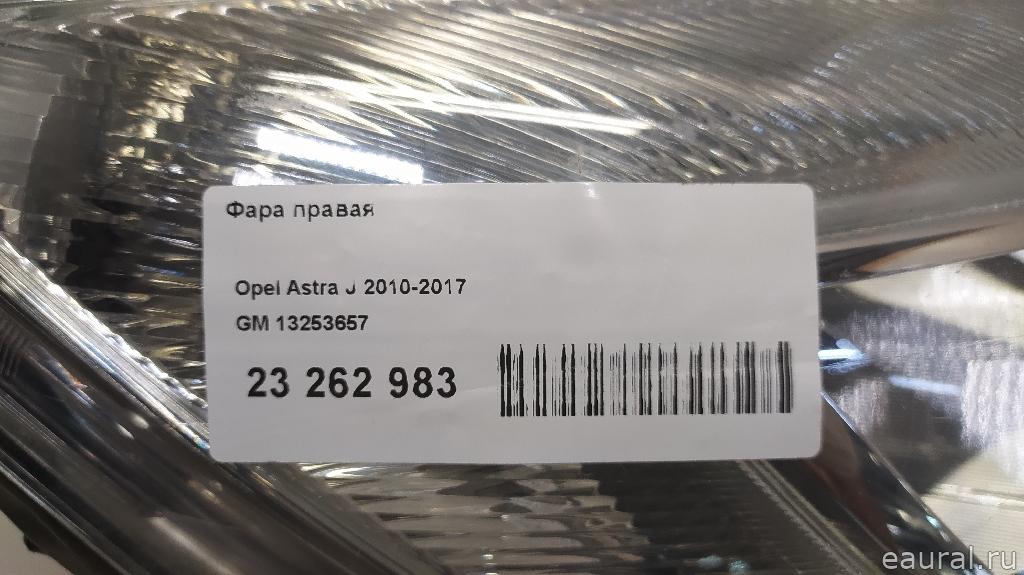 Фара правая
Opel Astra J 2010-2017
GM 13253657
23 262 983
eaural.ru